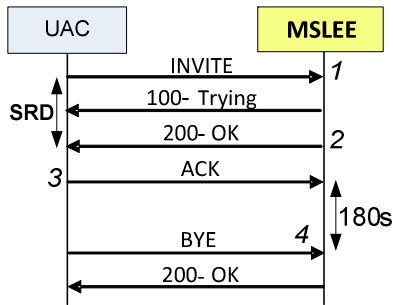 UAC
MSLEE
INVITE
1
100- Trying
SRD
200- OK
2
3
ACK
180s
4
BYE
200- OK